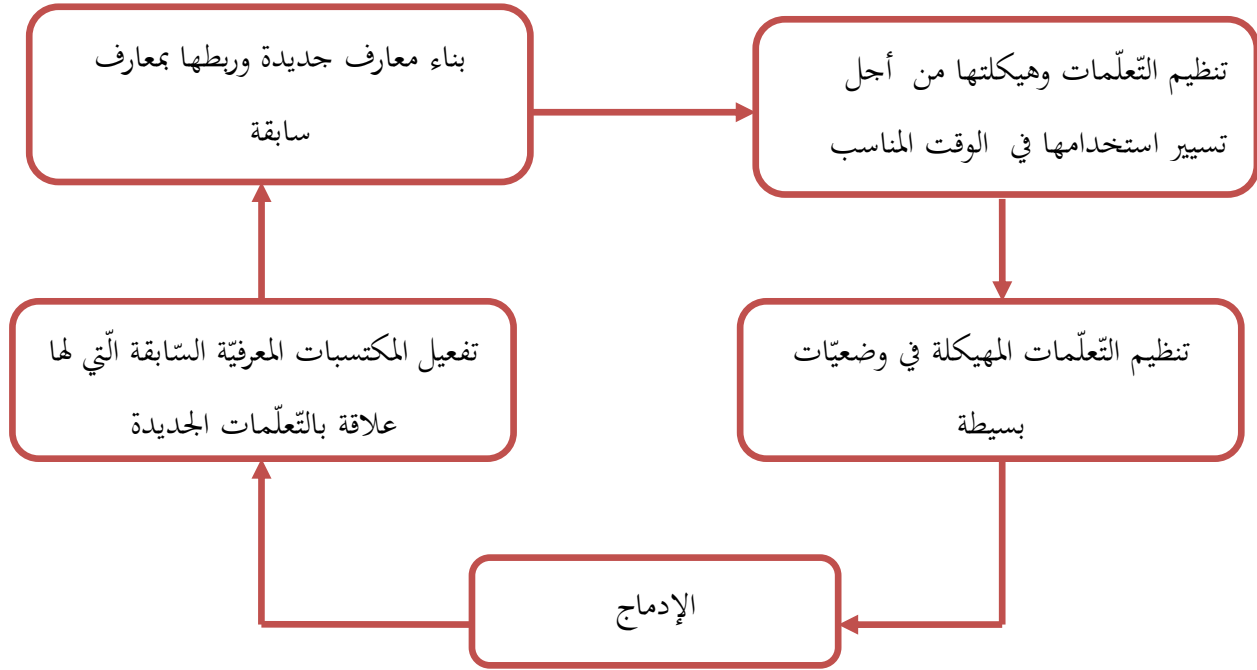 بناء معارف جديدة وربطها بمعارف
سابقة
تنظيم التّعلّمات وهيكلتها من أجل
تسيير استخدامها في الوقت المناسب
تفعيل المكتسبات المعرفيّة السّابقة الّتي لها
علاقة بالتّعلّمات الجديدة
تنظيم التّعلّمات المهيكلة في وضعيّات
بسيطة
الإدماج